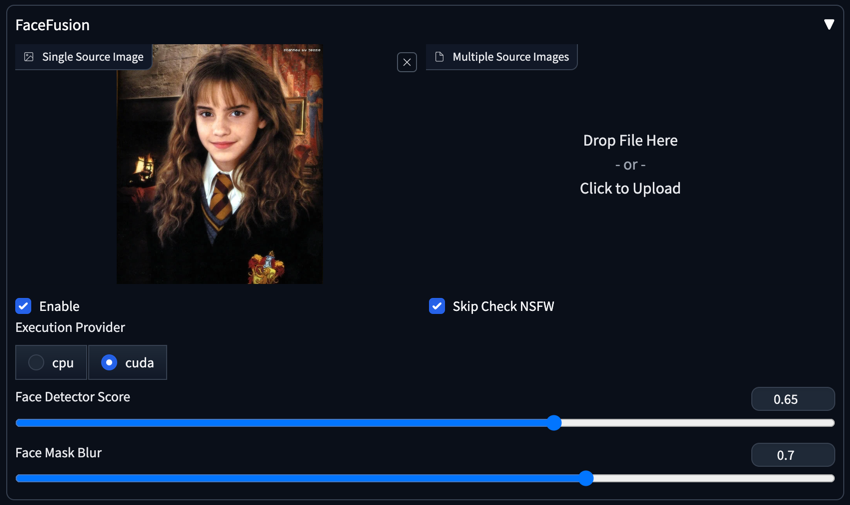 FaceFusion
Single Source Image
Multiple Source Images
Drop File Here
- or -
Click to Upload
Enable
Skip Check NSFW
Execution Provider
cpu
cuda
Face Detector Score
0.65
Face Mask Blur
0.7